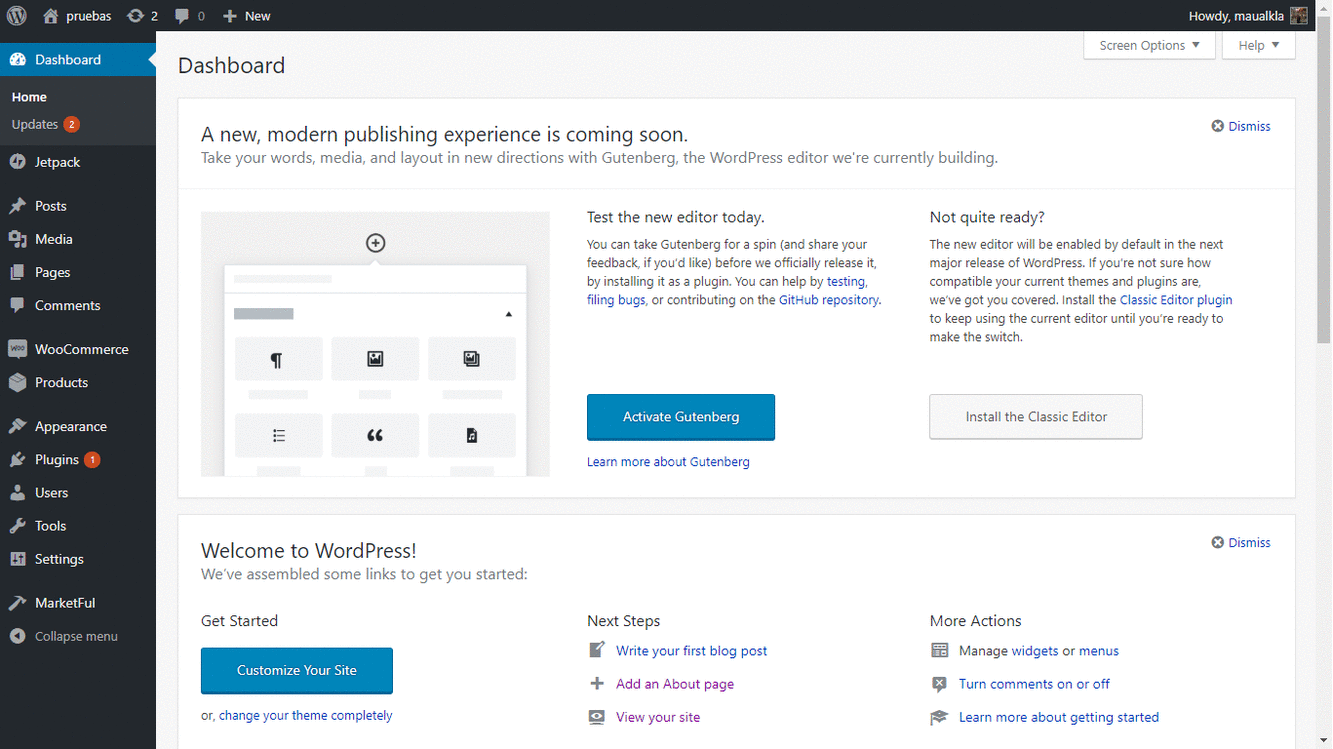 pruebas 2 0 New
Howdy, maualkla
Dashboard
Home
Updates 2
Jetpack
Posts
Media
Pages
Comments
WooCommerce
Products
Appearance
Plugins 1
Users
Tools
Settings
MarketFul
Collapse menu
Screen Options
Help
Dashboard
A new, modern publishing experience is coming soon.
Dismiss
Take your words, media, and layout in new directions with Gutenberg, the WordPress editor we're currently building.
Test the new editor today.
You can take Gutenberg for a spin (and share your
feedback, if you'd like) before we officially release it,
by installing it as a plugin. You can help by testing,
filing bugs, or contributing on the GitHub repository.
Activate Gutenberg
Learn more about Gutenberg
Not quite ready?
The new editor will be enabled by default in the next
major release of WordPress. If you're not sure how
compatible your current themes and plugins are,
we've got you covered. Install the Classic Editor plugin
to keep using the current editor until you're ready to
make the switch.
Install the Classic Editor
Welcome to WordPress!
Dismiss
We've assembled some links to get you started:
Get Started
Customize Your Site
or, change your theme completely
Next Steps
Write your first blog post
Add an About page
View your site
More Actions
Manage widgets or menus
Turn comments on or off
Learn more about getting started